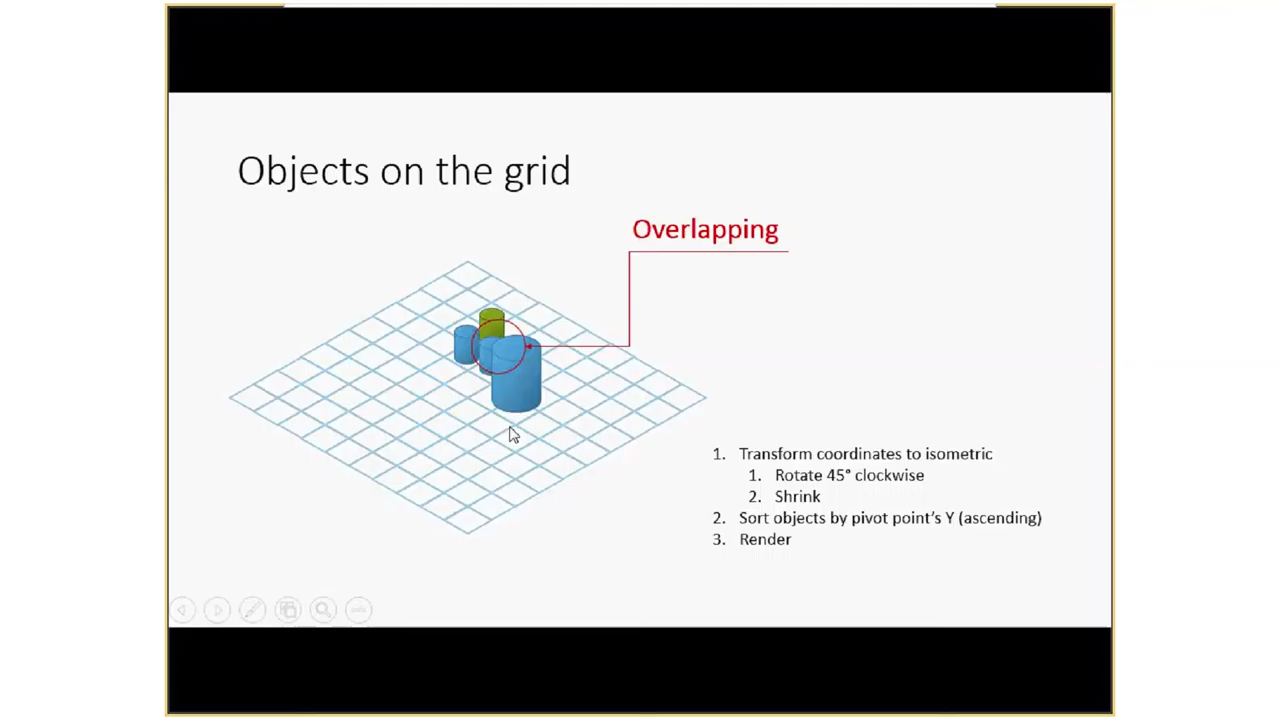 Objects on the grid
Overlapping
1. Transform coordinates to isometric
1. Rotate 45° clockwise
2. Shrink
2. Sort objects by pivot point's Y (ascending)
3. Render